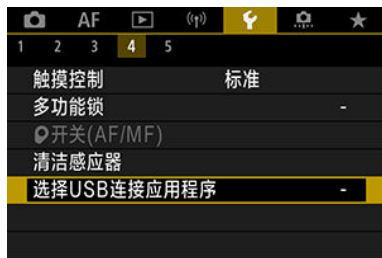 AF
1 2 3 4 5
触摸控制 标准
多功能锁 -
开关(AF/MF)
清洁感应器
选择USB连接应用程序 -